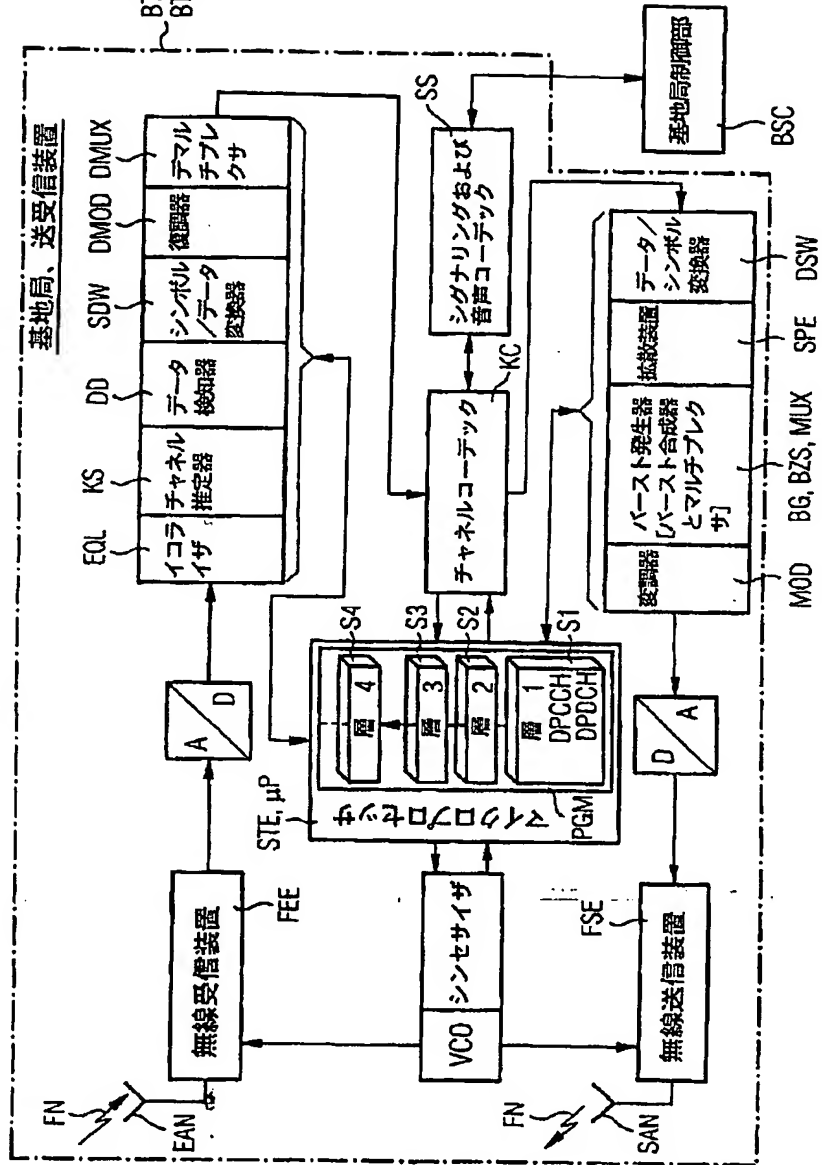 BT
BT
基地局、送受信装置
EQL
KS
DD
SDW
DMOD
DMUX
イコラ
イザ
チャネル
推定器
データ
検知器
シンボル
/データ
変換器
復調器
デマル
チプレ
クサ
A
D
無線受信装置
FEE
FN
EAN
STE, μP
マイクロプロセッサ
層 4
層 3
層 2
層 1
DPCCH
DPDCH
S4
S3
S2
S1
PGM
チャネルコーデック
KC
シグナリングおよび
音声コーデック
SS
基地局制御部
BSC
VCO
シンセサイザ
FN
SAN
無線送信装置
FSE
D
A
変調器
バースト発生器
[バースト合成器
とマルチプレク
サ]
拡散装置
データ/
シンボル
変換器
MOD
BG, BZS, MUX
SPE
DSW